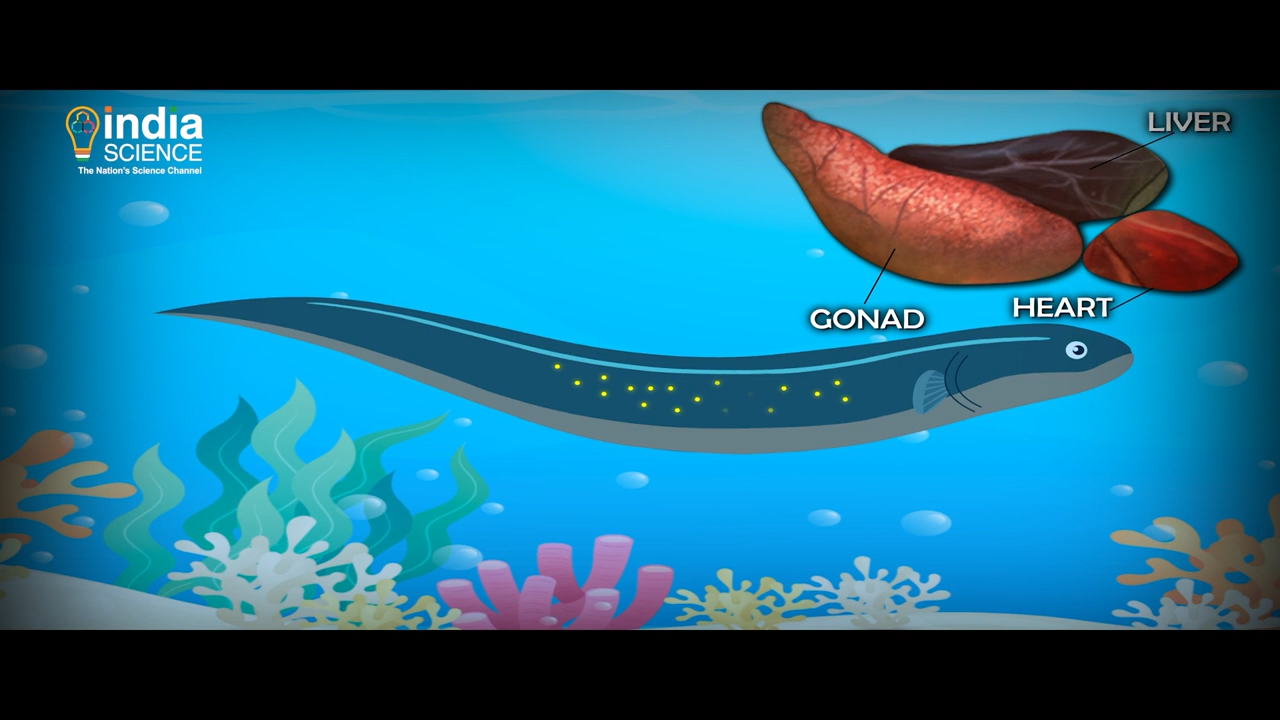 india
SCIENCE
The Nation's Science Channel
LIVER
HEART
GONAD